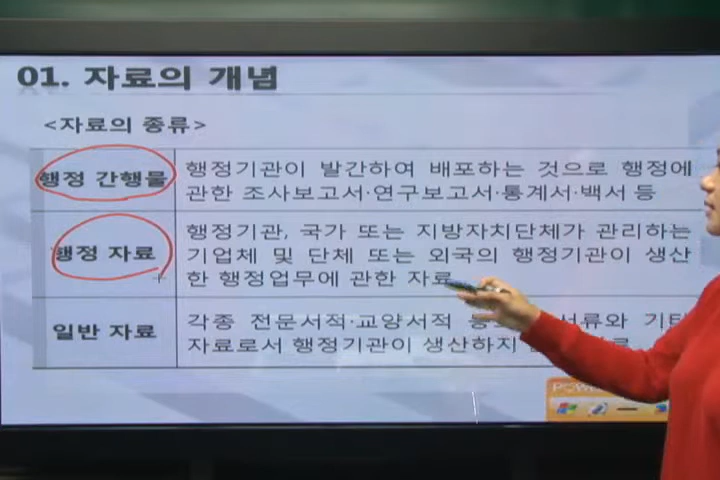 01. 자료의 개념
<자료의 종류>
행정 간행물
행정기관이 발간하여 배포하는 것으로 행정에
관한 조사보고서·연구보고서·통계서·백서 등
행정 자료
행정기관, 국가 또는 지방자치단체가 관리하는
기업체 및 단체 또는 외국의 행정기관이 생산
한 행정업무에 관한 자료
일반 자료
각종 전문서적·교양서적 서류와 기타
자료로서 행정기관이 생산하지